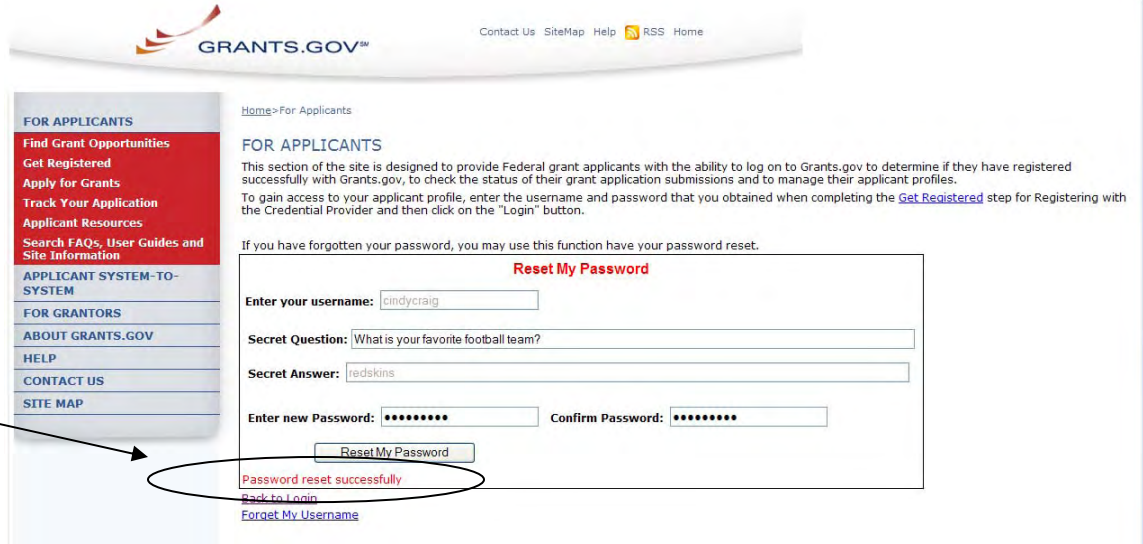 GRANTS.GOV℠
Contact Us SiteMap Help RSS Home
FOR APPLICANTS
Find Grant Opportunities
Get Registered
Apply for Grants
Track Your Application
Applicant Resources
Search FAQs, User Guides and
Site Information
APPLICANT SYSTEM-TO-
SYSTEM
FOR GRANTORS
ABOUT GRANTS.GOV
HELP
CONTACT US
SITE MAP
Home>For Applicants
FOR APPLICANTS
This section of the site is designed to provide Federal grant applicants with the ability to log on to Grants.gov to determine if they have registered
successfully with Grants.gov, to check the status of their grant application submissions and to manage their applicant profiles.
To gain access to your applicant profile, enter the username and password that you obtained when completing the Get Registered step for Registering with
the Credential Provider and then click on the "Login" button.
If you have forgotten your password, you may use this function have your password reset.
Reset My Password
Enter your username: cindycraig
Secret Question: What is your favorite football team?
Secret Answer: redskins
Enter new Password: ••••••••• Confirm Password: •••••••••
Reset My Password
Password reset successfully
Back to Login
Forget My Username